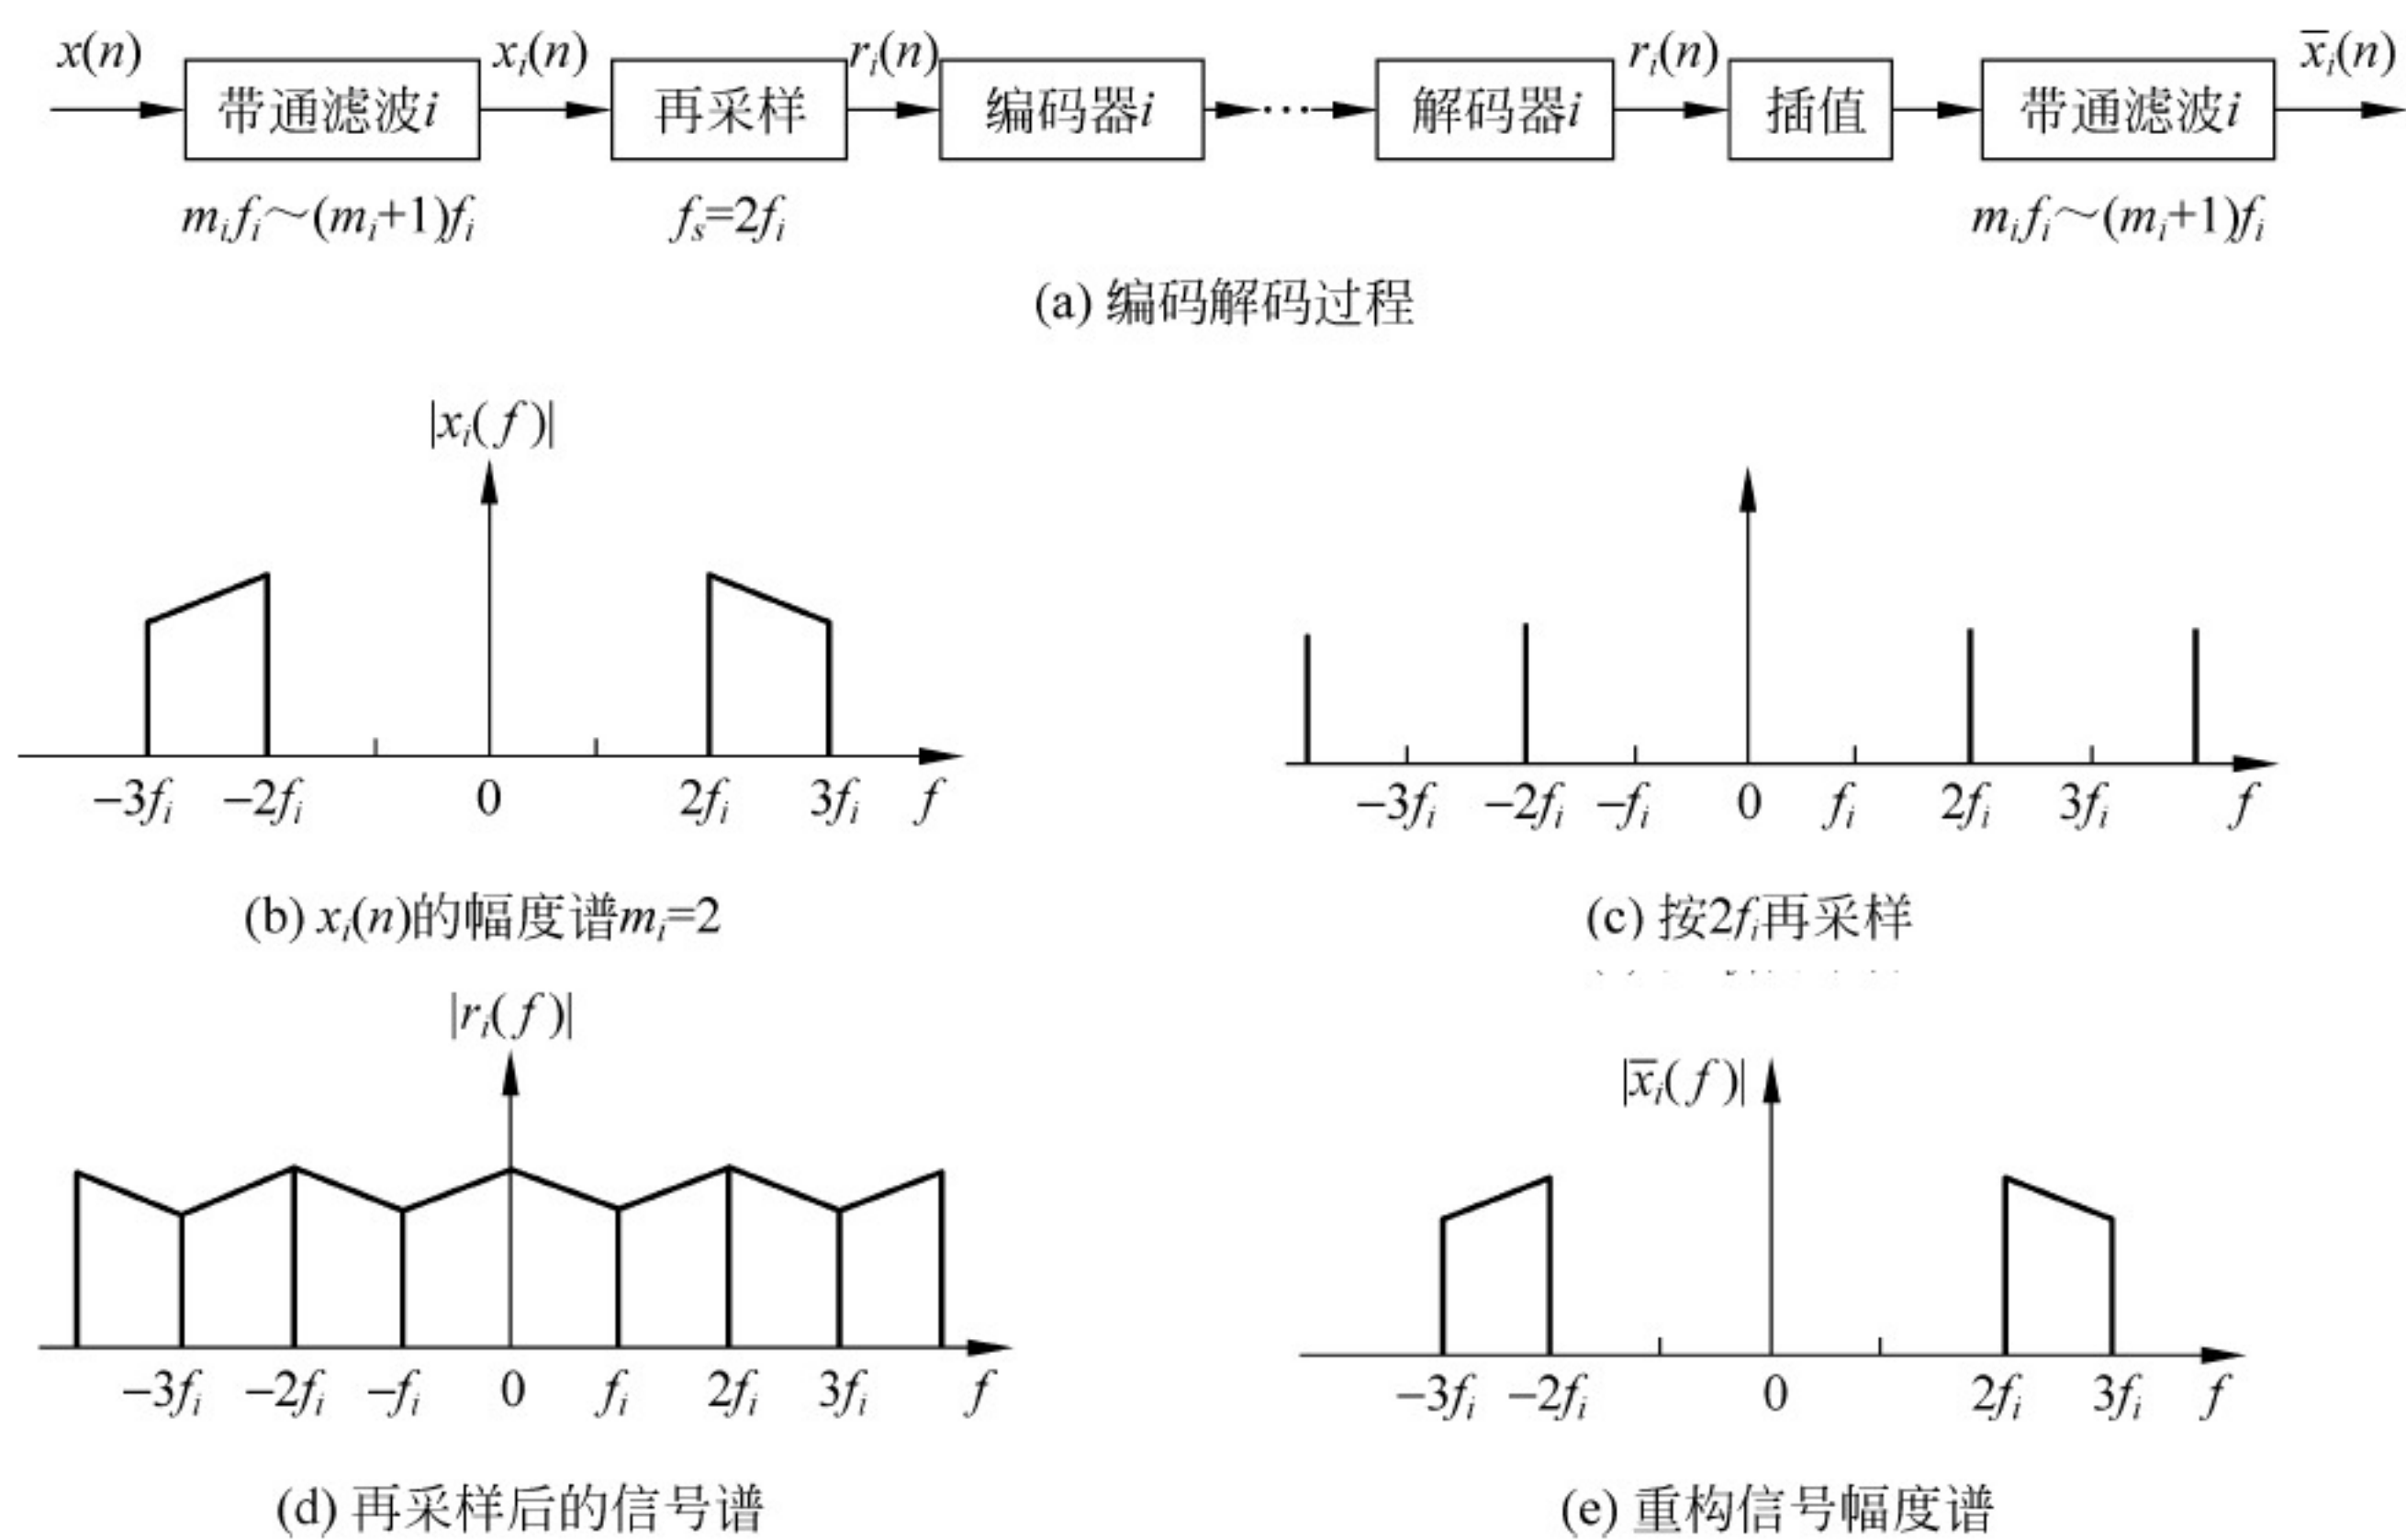 x(n) 带通滤波i xᵢ(n) 再采样 rᵢ(n) 编码器i … 解码器i rᵢ(n) 插值 带通滤波i x̅ᵢ(n)
mᵢfᵢ～(mᵢ+1)fᵢ fₛ=2fᵢ mᵢfᵢ～(mᵢ+1)fᵢ
(a) 编码解码过程
|xᵢ(f)|
−3fᵢ −2fᵢ 0 2fᵢ 3fᵢ f
(b) xᵢ(n)的幅度谱mᵢ=2
−3fᵢ −2fᵢ −fᵢ 0 fᵢ 2fᵢ 3fᵢ f
(c) 按2fᵢ再采样
|rᵢ(f)|
−3fᵢ −2fᵢ −fᵢ 0 fᵢ 2fᵢ 3fᵢ f
(d) 再采样后的信号谱
|x̅ᵢ(f)|
−3fᵢ −2fᵢ 0 2fᵢ 3fᵢ f
(e) 重构信号幅度谱